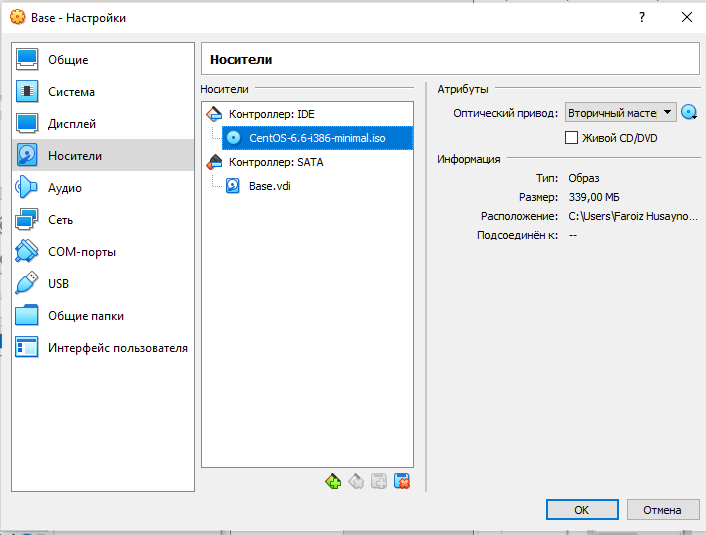 Base - Настройки
?
Общие
Система
Дисплей
Носители
Аудио
Сеть
COM-порты
USB
Общие папки
Интерфейс пользователя
Носители
Носители
Контроллер: IDE
CentOS-6.6-i386-minimal.iso
Контроллер: SATA
Base.vdi
Атрибуты
Оптический привод: Вторичный масте
Живой CD/DVD
Информация
Тип: Образ
Размер: 339,00 МБ
Расположение: C:\Users\Faroiz Husayno...
Подсоединён к: --
OK
Отмена